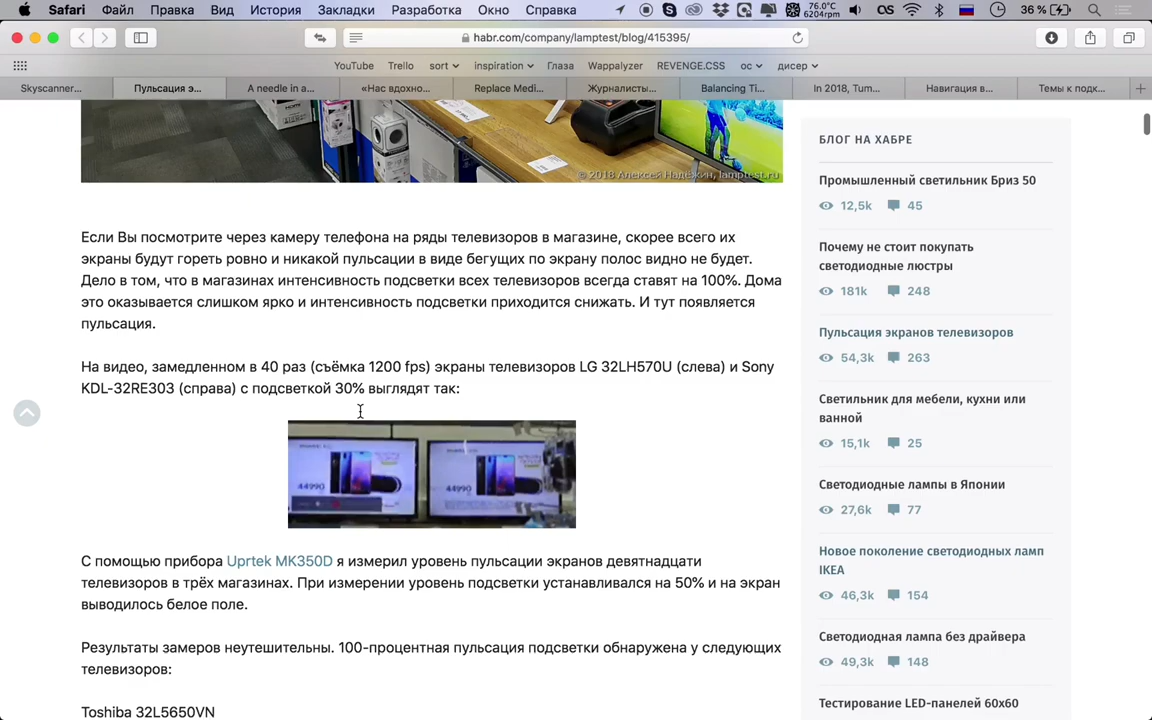 Safari Файл Правка Вид История Закладки Разработка Окно Справка 76.0°C 6204rpm 36 %
habr.com/company/lamptest/blog/415395/
YouTube Trello sort inspiration Глаза Wappalyzer REVENGE.CSS ос дисер
Skyscanner... Пульсация э... A needle in a... «Нас вдохно... Replace Medi... Журналисты... Balancing Ti... In 2018, Tum... Навигация в... Темы к подк...
© 2018 Алексей Надёжин, lamptest.ru
Если Вы посмотрите через камеру телефона на ряды телевизоров в магазине, скорее всего их
экраны будут гореть ровно и никакой пульсации в виде бегущих по экрану полос видно не будет.
Дело в том, что в магазинах интенсивность подсветки всех телевизоров всегда ставят на 100%. Дома
это оказывается слишком ярко и интенсивность подсветки приходится снижать. И тут появляется
пульсация.
На видео, замедленном в 40 раз (съёмка 1200 fps) экраны телевизоров LG 32LH570U (слева) и Sony
KDL-32RE303 (справа) с подсветкой 30% выглядят так:
44990 44990
С помощью прибора Uprtek MK350D я измерил уровень пульсации экранов девятнадцати
телевизоров в трёх магазинах. При измерении уровень подсветки устанавливался на 50% и на экран
выводилось белое поле.
Результаты замеров неутешительны. 100-процентная пульсация подсветки обнаружена у следующих
телевизоров:
Toshiba 32L5650VN
БЛОГ НА ХАБРЕ
Промышленный светильник Бриз 50
12,5k 45
Почему не стоит покупать
светодиодные люстры
181k 248
Пульсация экранов телевизоров
54,3k 263
Светильник для мебели, кухни или
ванной
15,1k 25
Светодиодные лампы в Японии
27,6k 77
Новое поколение светодиодных ламп
IKEA
46,3k 154
Светодиодная лампа без драйвера
49,3k 148
Тестирование LED-панелей 60x60